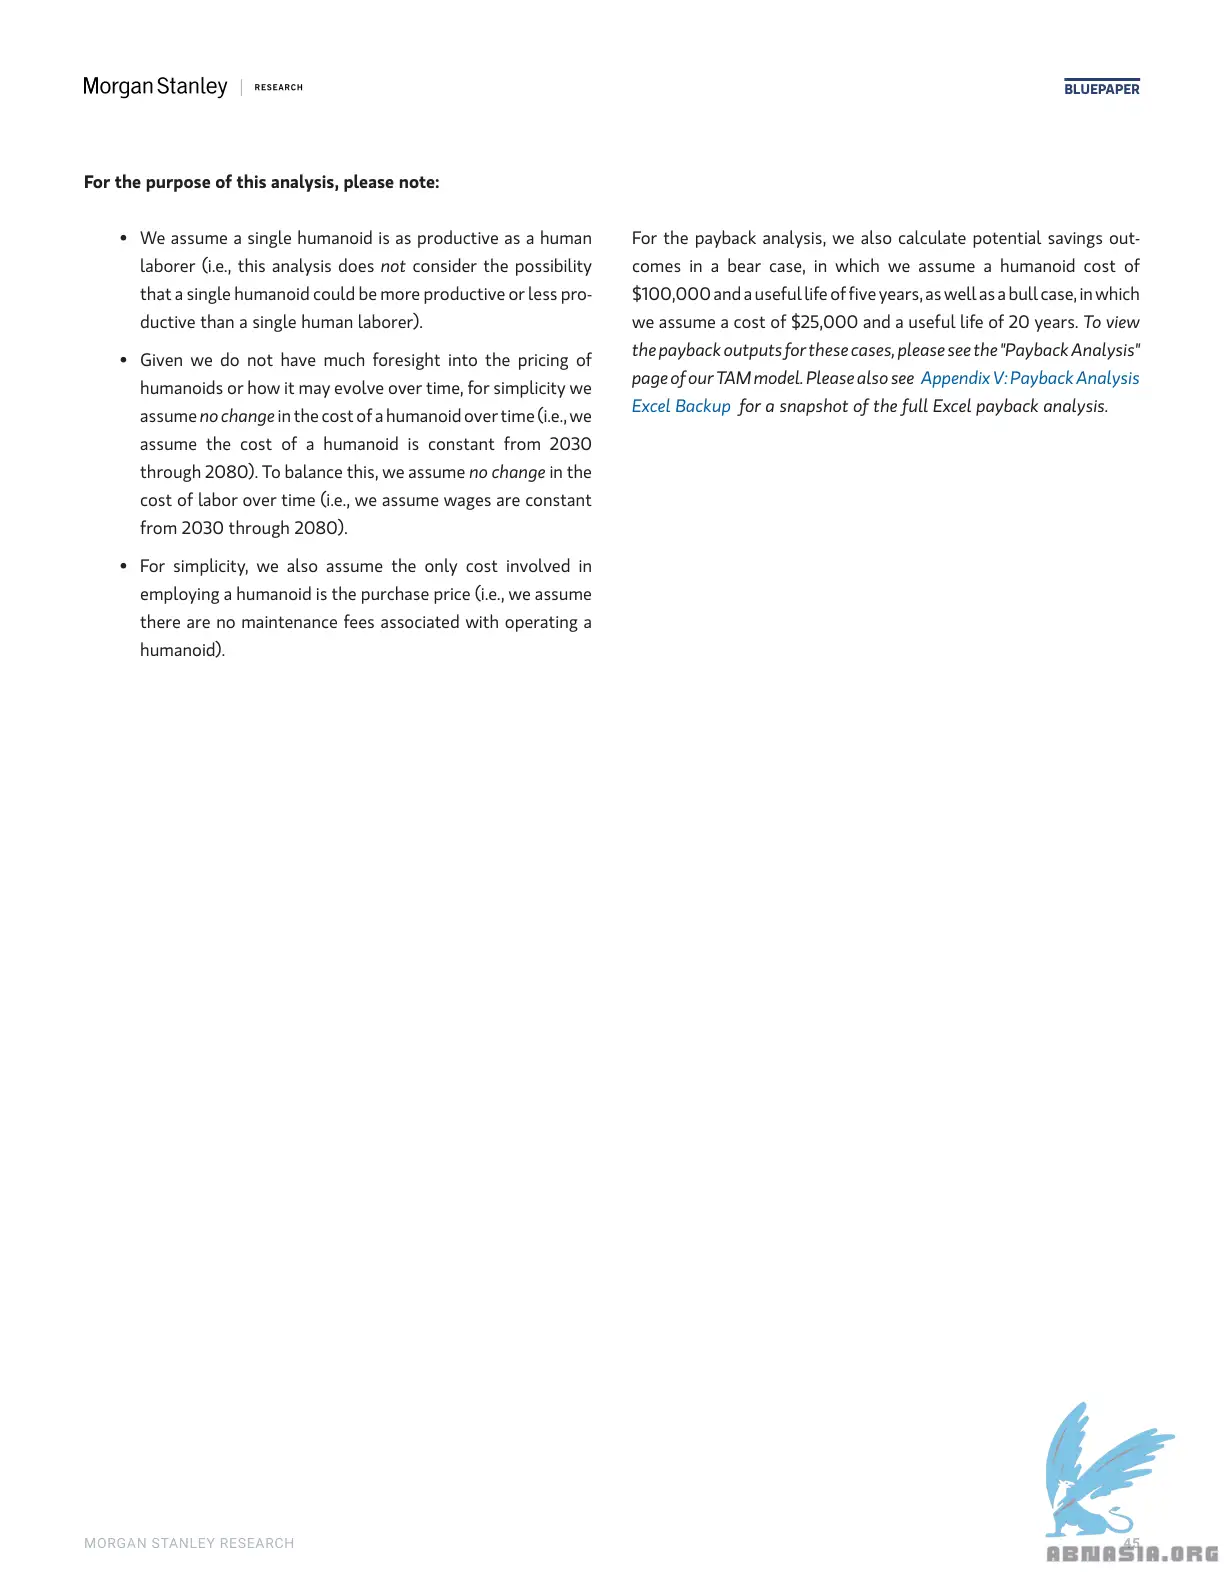 Morgan Stanley | RESEARCH
BLUEPAPER
For the purpose of this analysis, please note:
• We assume a single humanoid is as productive as a human
laborer (i.e., this analysis does not consider the possibility
that a single humanoid could be more productive or less pro-
ductive than a single human laborer).
• Given we do not have much foresight into the pricing of
humanoids or how it may evolve over time, for simplicity we
assume no change in the cost of a humanoid over time (i.e., we
assume the cost of a humanoid is constant from 2030
through 2080). To balance this, we assume no change in the
cost of labor over time (i.e., we assume wages are constant
from 2030 through 2080).
• For simplicity, we also assume the only cost involved in
employing a humanoid is the purchase price (i.e., we assume
there are no maintenance fees associated with operating a
humanoid).
For the payback analysis, we also calculate potential savings out-
comes in a bear case, in which we assume a humanoid cost of
$100,000 and a useful life of five years, as well as a bull case, in which
we assume a cost of $25,000 and a useful life of 20 years. To view
the payback outputs for these cases, please see the "Payback Analysis"
page of our TAM model. Please also see Appendix V: Payback Analysis
Excel Backup for a snapshot of the full Excel payback analysis.
MORGAN STANLEY RESEARCH
45
ABNASIA.ORG